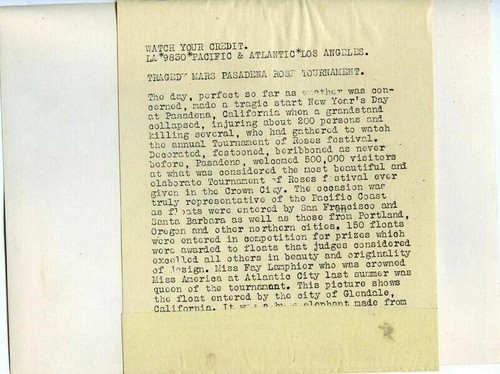 WATCH YOUR CREDIT.
LA*9830*PACIFIC & ATLANTIC*LOS ANGELES.
TRAGEDY MARS PASADENA ROSE TOURNAMENT.
The day, perfect so far as weather was con-
cerned, made a tragic start New Year's Day
at Pasadena, California when a grandstand
collapsed, injuring about 200 persons and
killing several, who had gathered to watch
the annual Tournament of Roses festival.
Decorated, festooned, beribboned as never
before, Pasadena, welcomed 500,000 visitors
at what was considered the most beautiful and
elaborate Tournament of Roses festival ever
given in the Crown City. The occasion was
truly representative of the Pacific Coast
as floats were entered by San Francisco and
Santa Barbara as well as those from Portland,
Oregon and other northern cities. 150 floats
were entered in competition for prizes which
were awarded to floats that judges considered
excelled all others in beauty and originality
of design. Miss Fay Lamphier who was crowned
Miss America at Atlantic City last summer was
queen of the tournament. This picture shows
the float entered by the city of Glendale,
California. It was a huge elephant made from